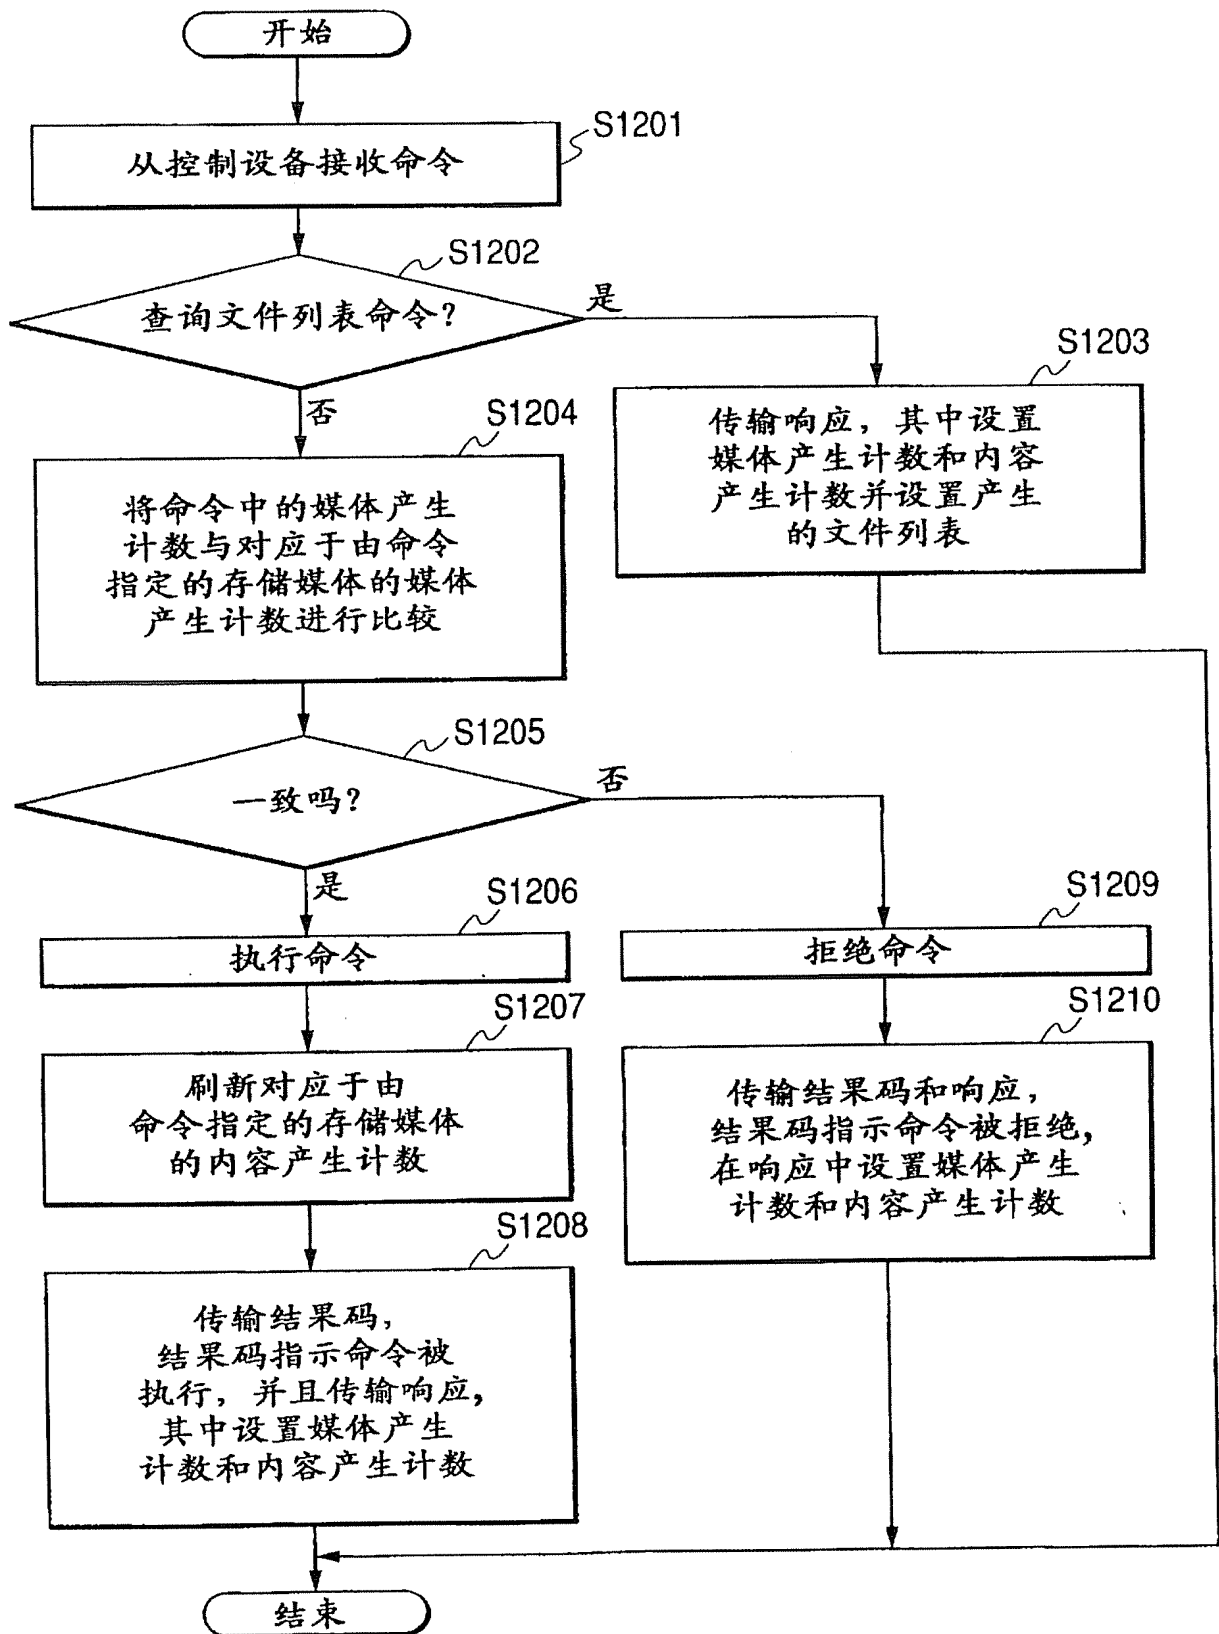 开始
S1201
从控制设备接收命令
S1202
查询文件列表命令?
是
S1203
传输响应，其中设置
媒体产生计数和内容
产生计数并设置产生
的文件列表
否
S1204
将命令中的媒体产生
计数与对应于由命令
指定的存储媒体的媒体
产生计数进行比较
S1205
一致吗?
否
是
S1206
执行命令
S1209
拒绝命令
S1207
刷新对应于由
命令指定的存储媒体
的内容产生计数
S1210
传输结果码和响应，
结果码指示命令被拒绝，
在响应中设置媒体产生
计数和内容产生计数
S1208
传输结果码，
结果码指示命令被
执行，并且传输响应，
其中设置媒体产生
计数和内容产生计数
结束